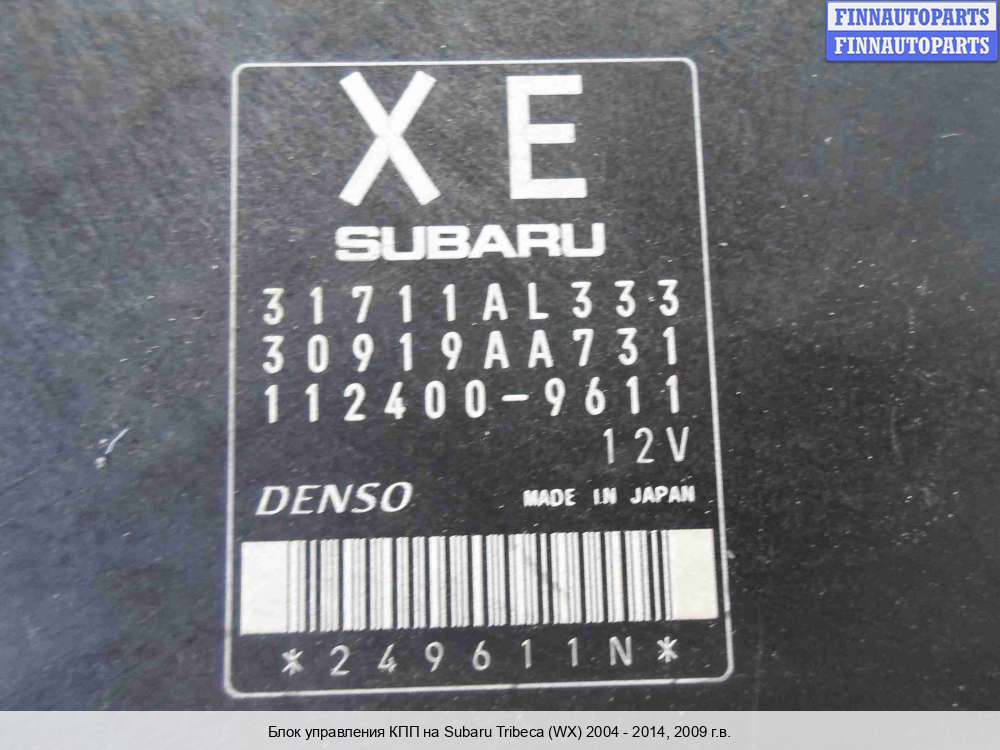 FINNAUTOPARTS
FINNAUTOPARTS
XE
SUBARU
31711AL333
30919AA731
112400-9611
12V
DENSO MADE IN JAPAN
*249611N*
Блок управления КПП на Subaru Tribeca (WX) 2004 - 2014, 2009 г.в.